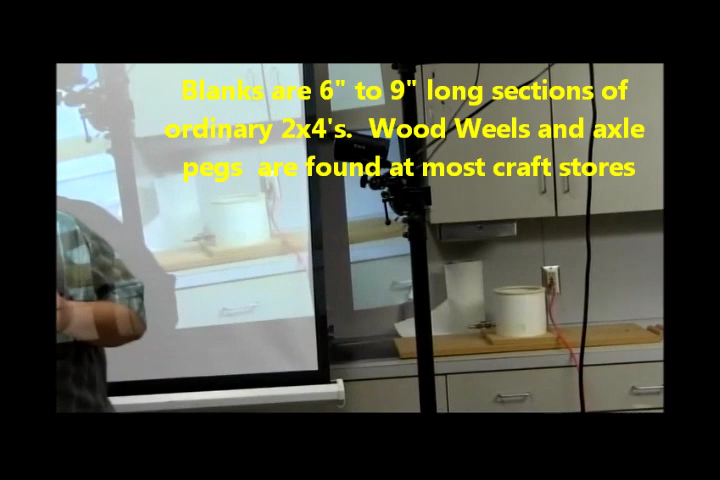 Blanks are 6" to 9" long sections of
ordinary 2x4's.  Wood Weels and axle
pegs  are found at most craft stores